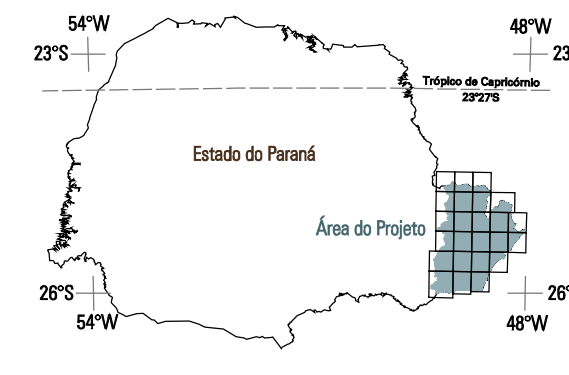 54°W
48°W
23°S
23
Trópico de Capricórnio
23°27'S
Estado do Paraná
Área do Projeto
26°S
26°
54°W
48°W